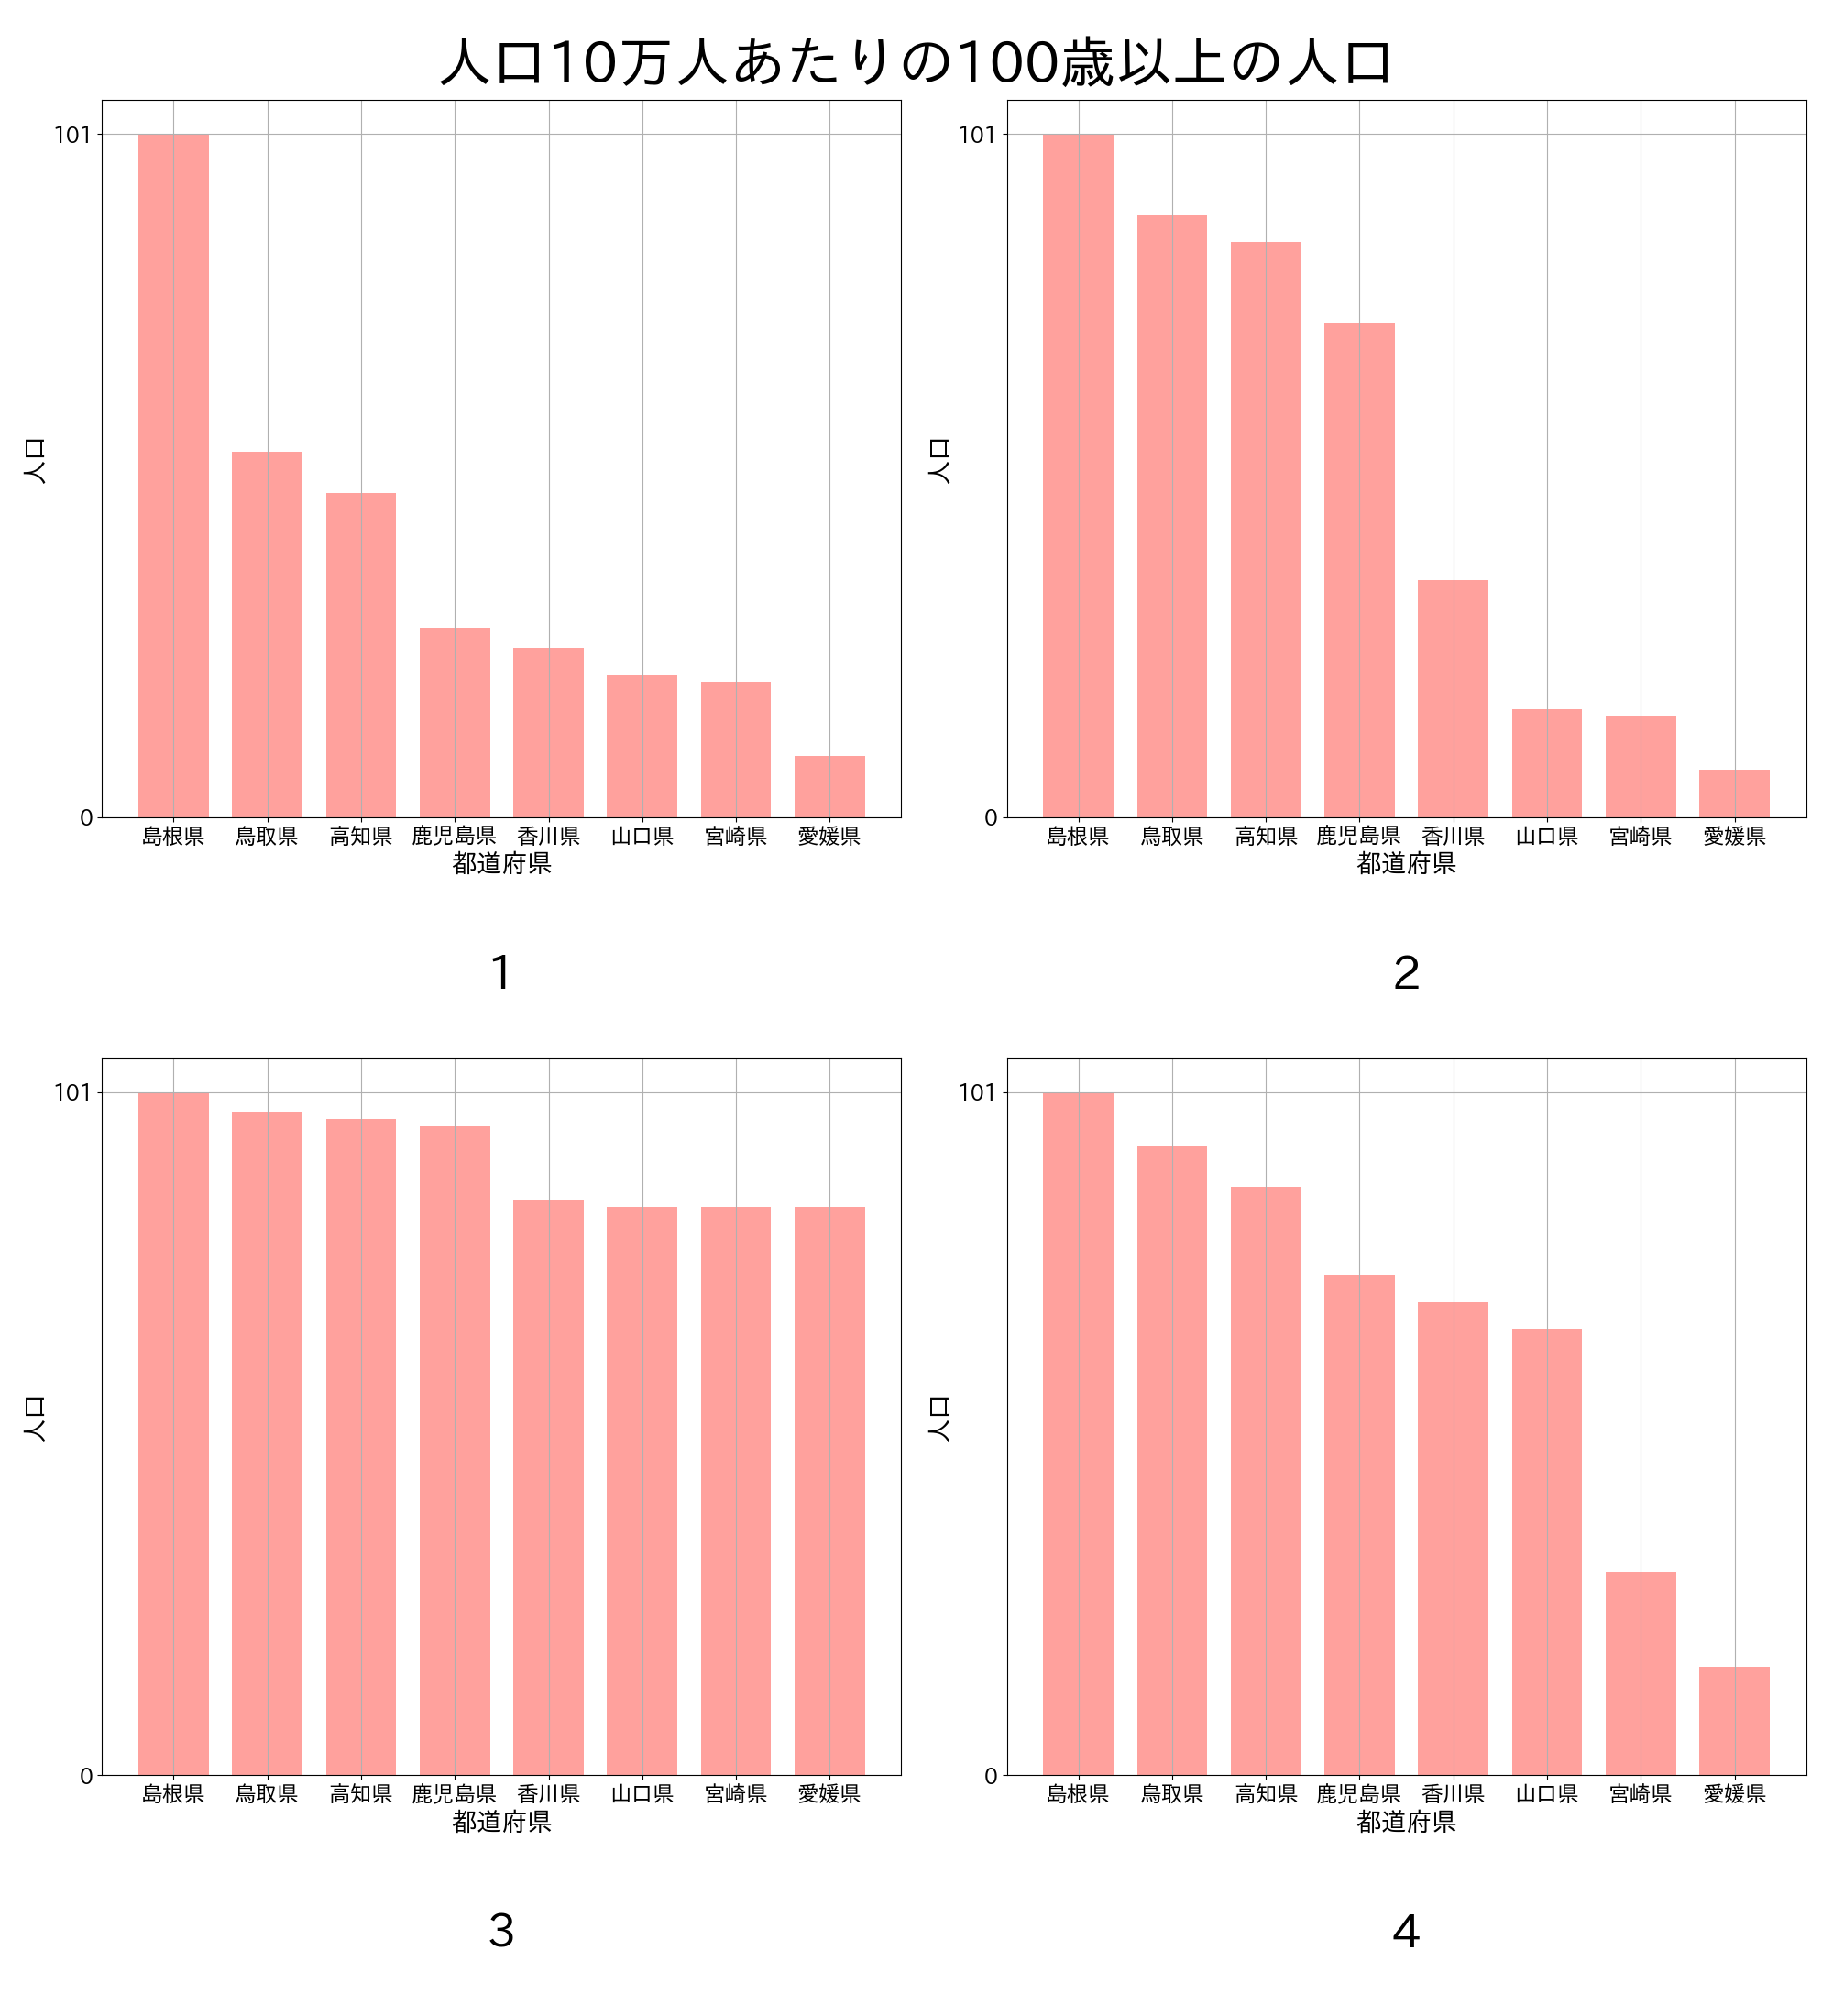 人口10万人あたりの100歳以上の人口
人口
101
0
島根県 鳥取県 高知県 鹿児島県 香川県 山口県 宮崎県 愛媛県
都道府県
1
人口
101
0
島根県 鳥取県 高知県 鹿児島県 香川県 山口県 宮崎県 愛媛県
都道府県
2
人口
101
0
島根県 鳥取県 高知県 鹿児島県 香川県 山口県 宮崎県 愛媛県
都道府県
3
人口
101
0
島根県 鳥取県 高知県 鹿児島県 香川県 山口県 宮崎県 愛媛県
都道府県
4